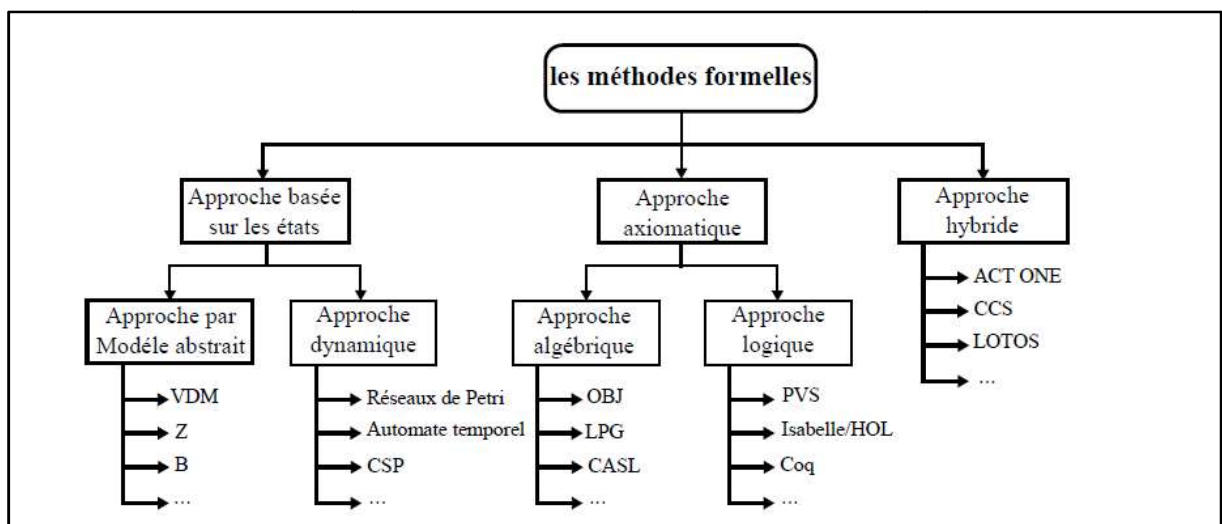 les méthodes formelles
Approche basée
sur les états
Approche
axiomatique
Approche
hybride
ACT ONE
CCS
LOTOS
...
Approche par
Modéle abstrait
Approche
dynamique
Approche
algébrique
Approche
logique
VDM
Z
B
...
Réseaux de Petri
Automate temporel
CSP
...
OBJ
LPG
CASL
...
PVS
Isabelle/HOL
Coq
...